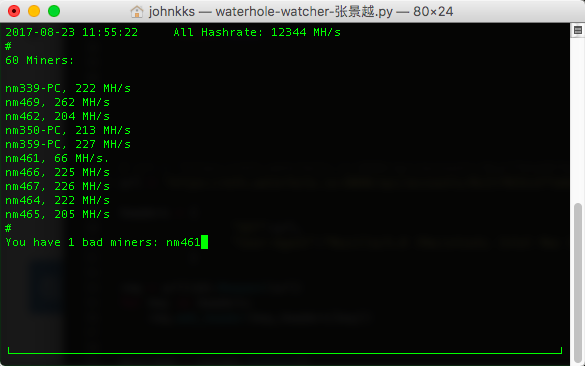 johnkks — waterhole-watcher-张景越.py — 80×24
2017-08-23 11:55:22 All Hashrate: 12344 MH/s
#
60 Miners:
nm339-PC, 222 MH/s
nm469, 262 MH/s
nm462, 204 MH/s
nm350-PC, 213 MH/s
nm359-PC, 227 MH/s
nm461, 66 MH/s.
nm466, 225 MH/s
nm467, 226 MH/s
nm464, 222 MH/s
nm465, 205 MH/s
#
You have 1 bad miners: nm461